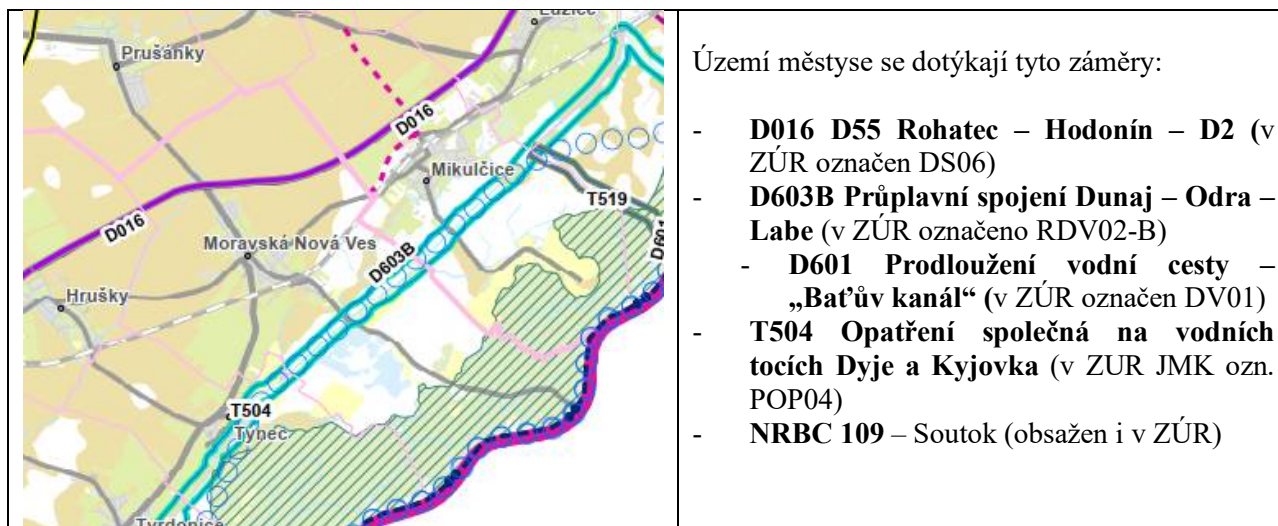 Lužice
Prušánky
D016
D016
Mikulčice
T519
D601
Moravská Nová Ves
D603B
Hrušky
T504
Týnec
Tvrdonice
Území městyse se dotýkají tyto záměry:
- D016 D55 Rohatec – Hodonín – D2 (v
ZÚR označen DS06)
- D603B Průplavní spojení Dunaj – Odra –
Labe (v ZÚR označeno RDV02-B)
- D601 Prodloužení vodní cesty –
„Baťův kanál“ (v ZÚR označen DV01)
- T504 Opatření společná na vodních
tocích Dyje a Kyjovka (v ZUR JMK ozn.
POP04)
- NRBC 109 – Soutok (obsažen i v ZÚR)